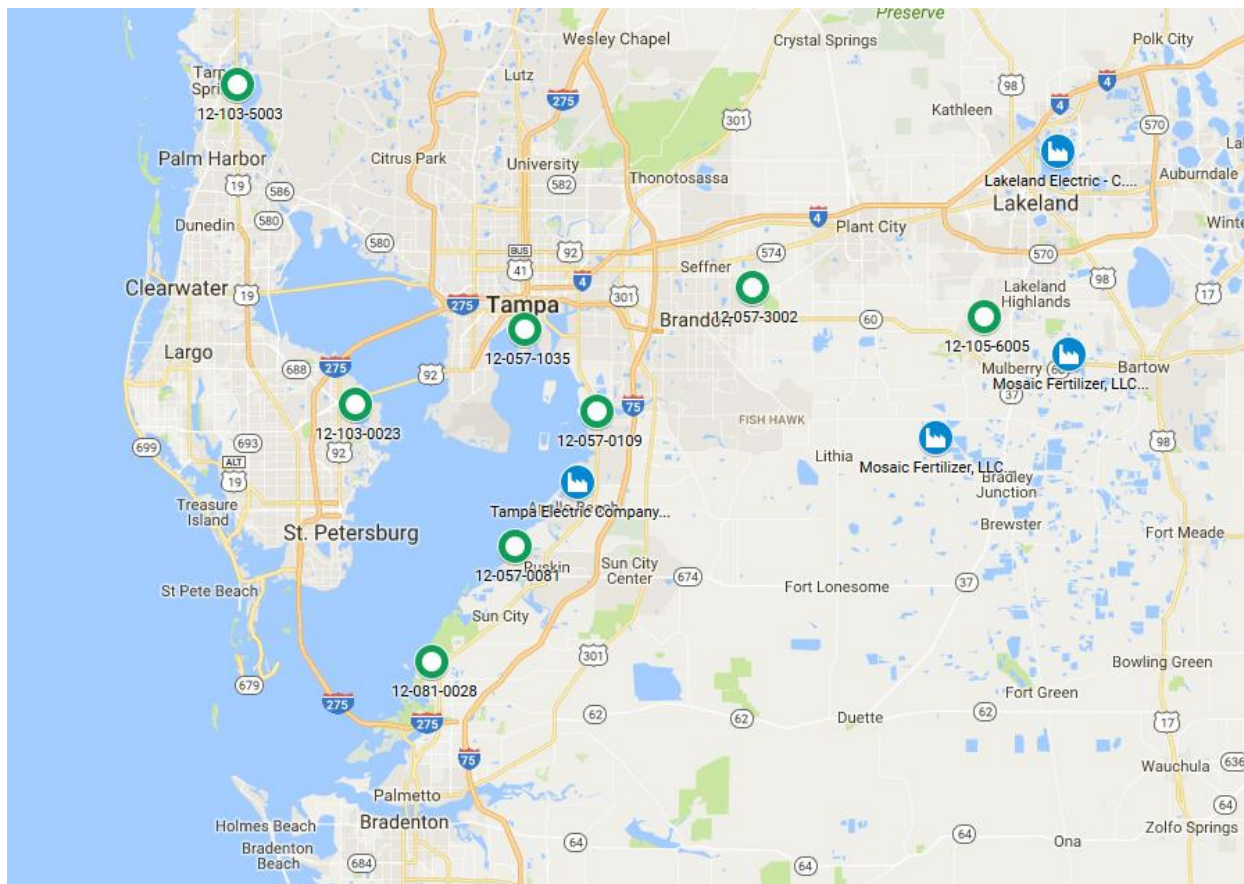 Preserve
Wesley Chapel
Crystal Springs
Polk City
Tarp
Spri
12-103-5003
Lutz
275
301
98
4
4
Kathleen
570
Palm Harbor
Citrus Park
University
582
Thonotosassa
Lakeland Electric - C....
Auburndale
19
586
580
Dunedin
580
Lakeland
Winte
4
Plant City
BUS
92
41
574
570
Seffner
98
Clearwater
19
275
4
301
Lakeland
Highlands
17
Tampa
Brandon
12-057-3002
60
12-057-1035
12-105-6005
Largo
688
275
92
Mulberry
Bartow
Mosaic Fertilizer, LLC...
37
75
FISH HAWK
12-103-0023
12-057-0109
699
693
92
98
ALT
19
Lithia
Mosaic Fertilizer, LLC...
Bradley
Junction
Treasure
Island
Tampa Electric Company...
St. Petersburg
Brewster
Fort Meade
12-057-0081
Ruskin
Sun City
Center
674
Fort Lonesome
37
St Pete Beach
Sun City
301
Bowling Green
679
12-081-0028
Fort Green
275
275
62
62
Duette
62
17
75
Wauchula
636
Palmetto
64
Holmes Beach
Bradenton
Zolfo Springs
64
64
Ona
Bradenton
Beach
684
64